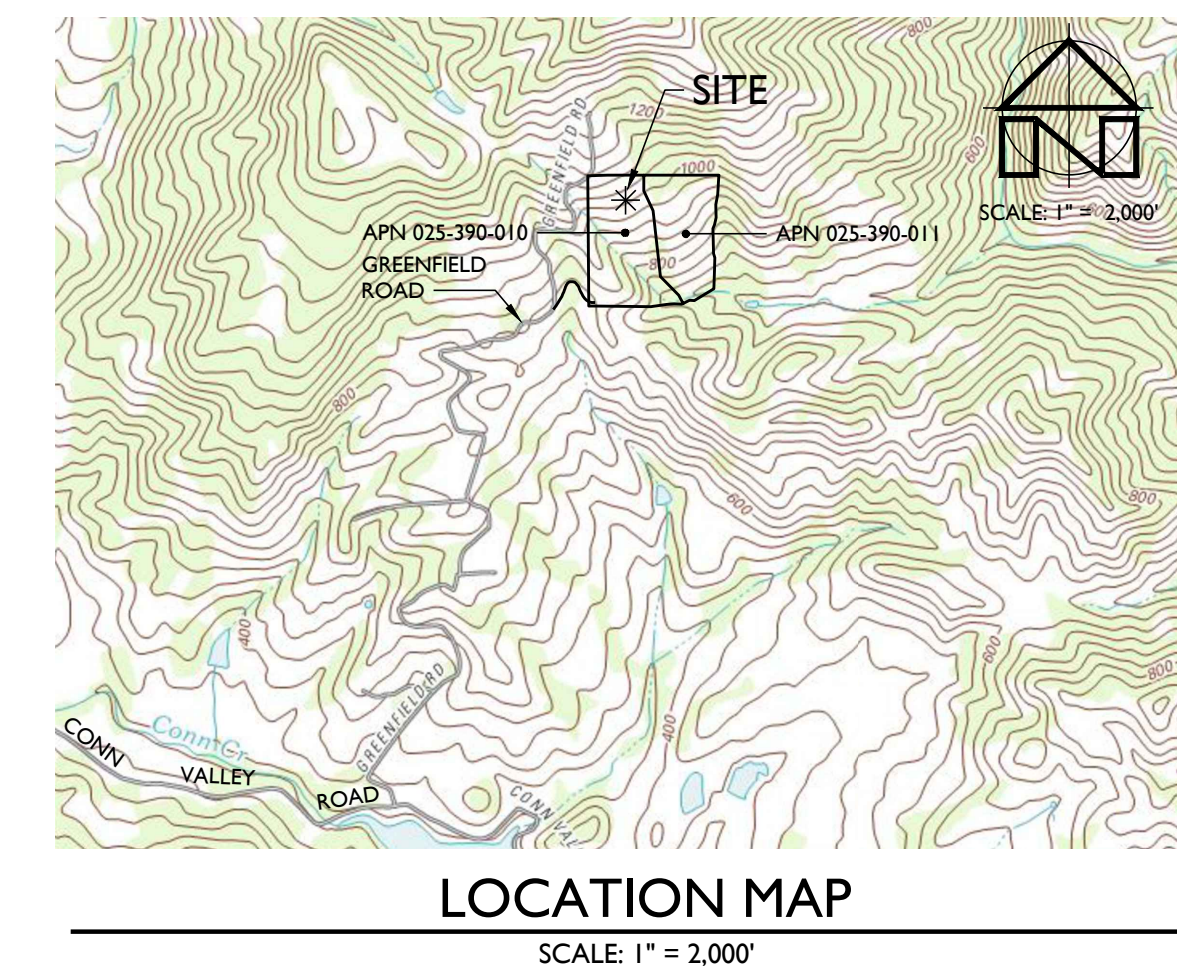 800
SITE
1200
GREENFIELD RD
600
1000
SCALE: 1" = 2,000'
600
APN 025-390-010
APN 025-390-011
GREENFIELD
ROAD
800
800
600
800
400
600
800
GREENFIELD RD
400
Conn Cr
CONN VALLEY ROAD
CONN VAL
LOCATION MAP
SCALE: 1" = 2,000'